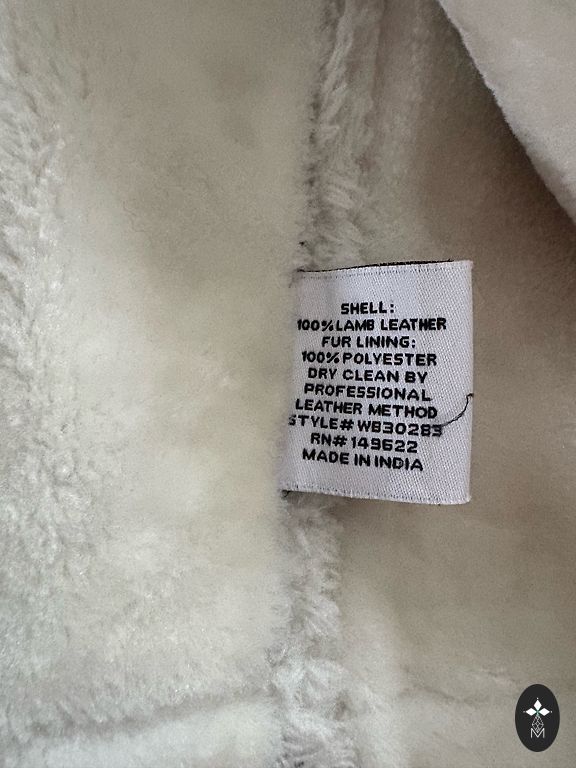 SHELL:
100% LAMB LEATHER
FUR LINING:
100% POLYESTER
DRY CLEAN BY
PROFESSIONAL
LEATHER METHOD
STYLE# WB30283
RN# 149622
MADE IN INDIA
M